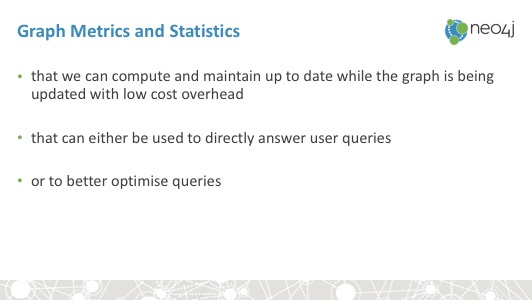 Graph Metrics and Statistics
neo4j
• that we can compute and maintain up to date while the graph is being
updated with low cost overhead
• that can either be used to directly answer user queries
• or to better optimise queries